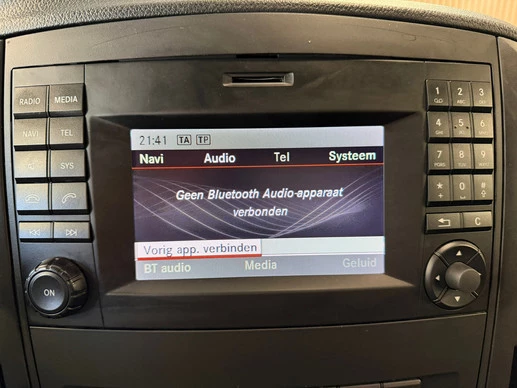 RADIO MEDIA
NAVI TEL
SYS
ON
21:41 TA TP
Navi Audio Tel Systeem
Geen Bluetooth Audio-apparaat
verbonden
Vorig app. verbinden
BT audio Media Geluid
1 2 ABC 3
4 5 6
7 8 9
* 0 #
C